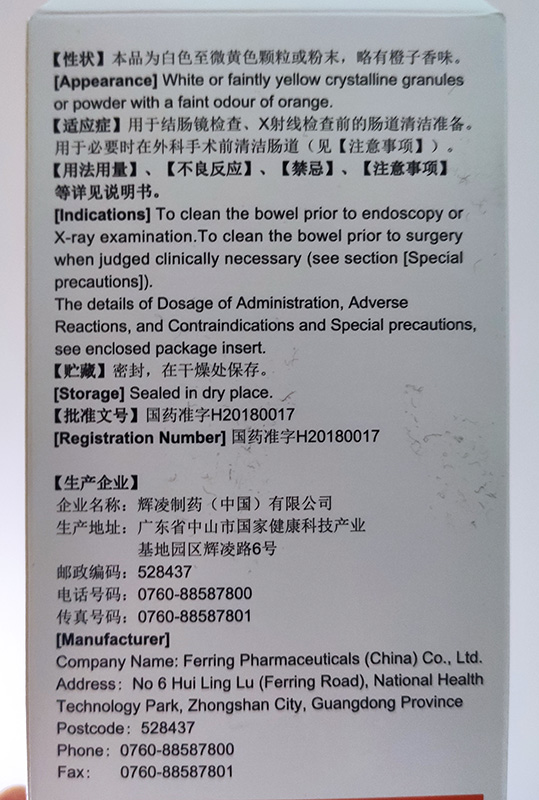 【性状】本品为白色至微黄色颗粒或粉末，略有橙子香味。
[Appearance] White or faintly yellow crystalline granules
or powder with a faint odour of orange.
【适应症】用于结肠镜检查、X射线检查前的肠道清洁准备。
用于必要时在外科手术前清洁肠道（见【注意事项】）。
【用法用量】、【不良反应】、【禁忌】、【注意事项】
等详见说明书。
[Indications] To clean the bowel prior to endoscopy or
X-ray examination.To clean the bowel prior to surgery
when judged clinically necessary (see section [Special
precautions]).
The details of Dosage of Administration, Adverse
Reactions, and Contraindications and Special precautions,
see enclosed package insert.
【贮藏】密封，在干燥处保存。
[Storage] Sealed in dry place.
【批准文号】国药准字H20180017
[Registration Number] 国药准字H20180017
【生产企业】
企业名称：辉凌制药（中国）有限公司
生产地址：广东省中山市国家健康科技产业
基地园区辉凌路6号
邮政编码：528437
电话号码：0760-88587800
传真号码：0760-88587801
[Manufacturer]
Company Name: Ferring Pharmaceuticals (China) Co., Ltd.
Address：No 6 Hui Ling Lu (Ferring Road), National Health
Technology Park, Zhongshan City, Guangdong Province
Postcode：528437
Phone：0760-88587800
Fax：0760-88587801